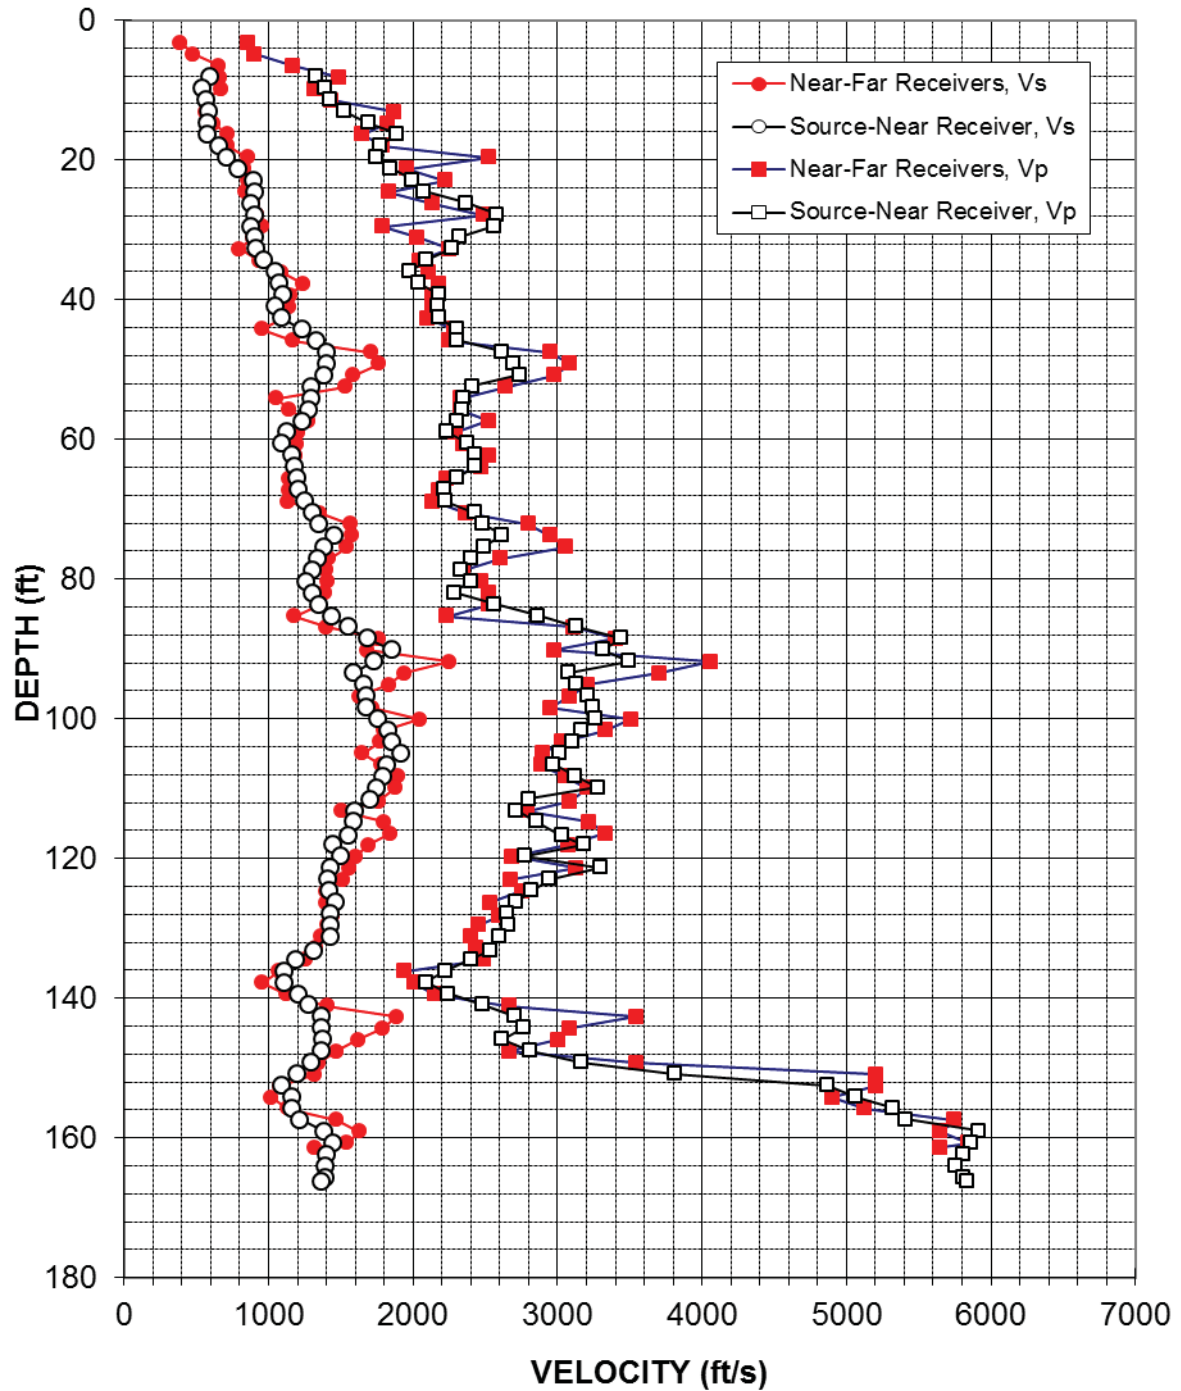 0
20
40
60
80
100
120
140
160
180
DEPTH (ft)
Near-Far Receivers, Vs
Source-Near Receiver, Vs
Near-Far Receivers, Vp
Source-Near Receiver, Vp
0 1000 2000 3000 4000 5000 6000 7000
VELOCITY (ft/s)